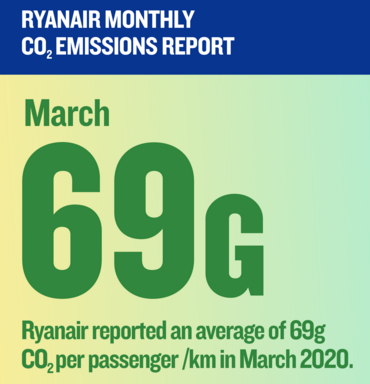 RYANAIR MONTHLY
CO₂ EMISSIONS REPORT
March
69G
Ryanair reported an average of 69g
CO₂ per passenger /km in March 2020.